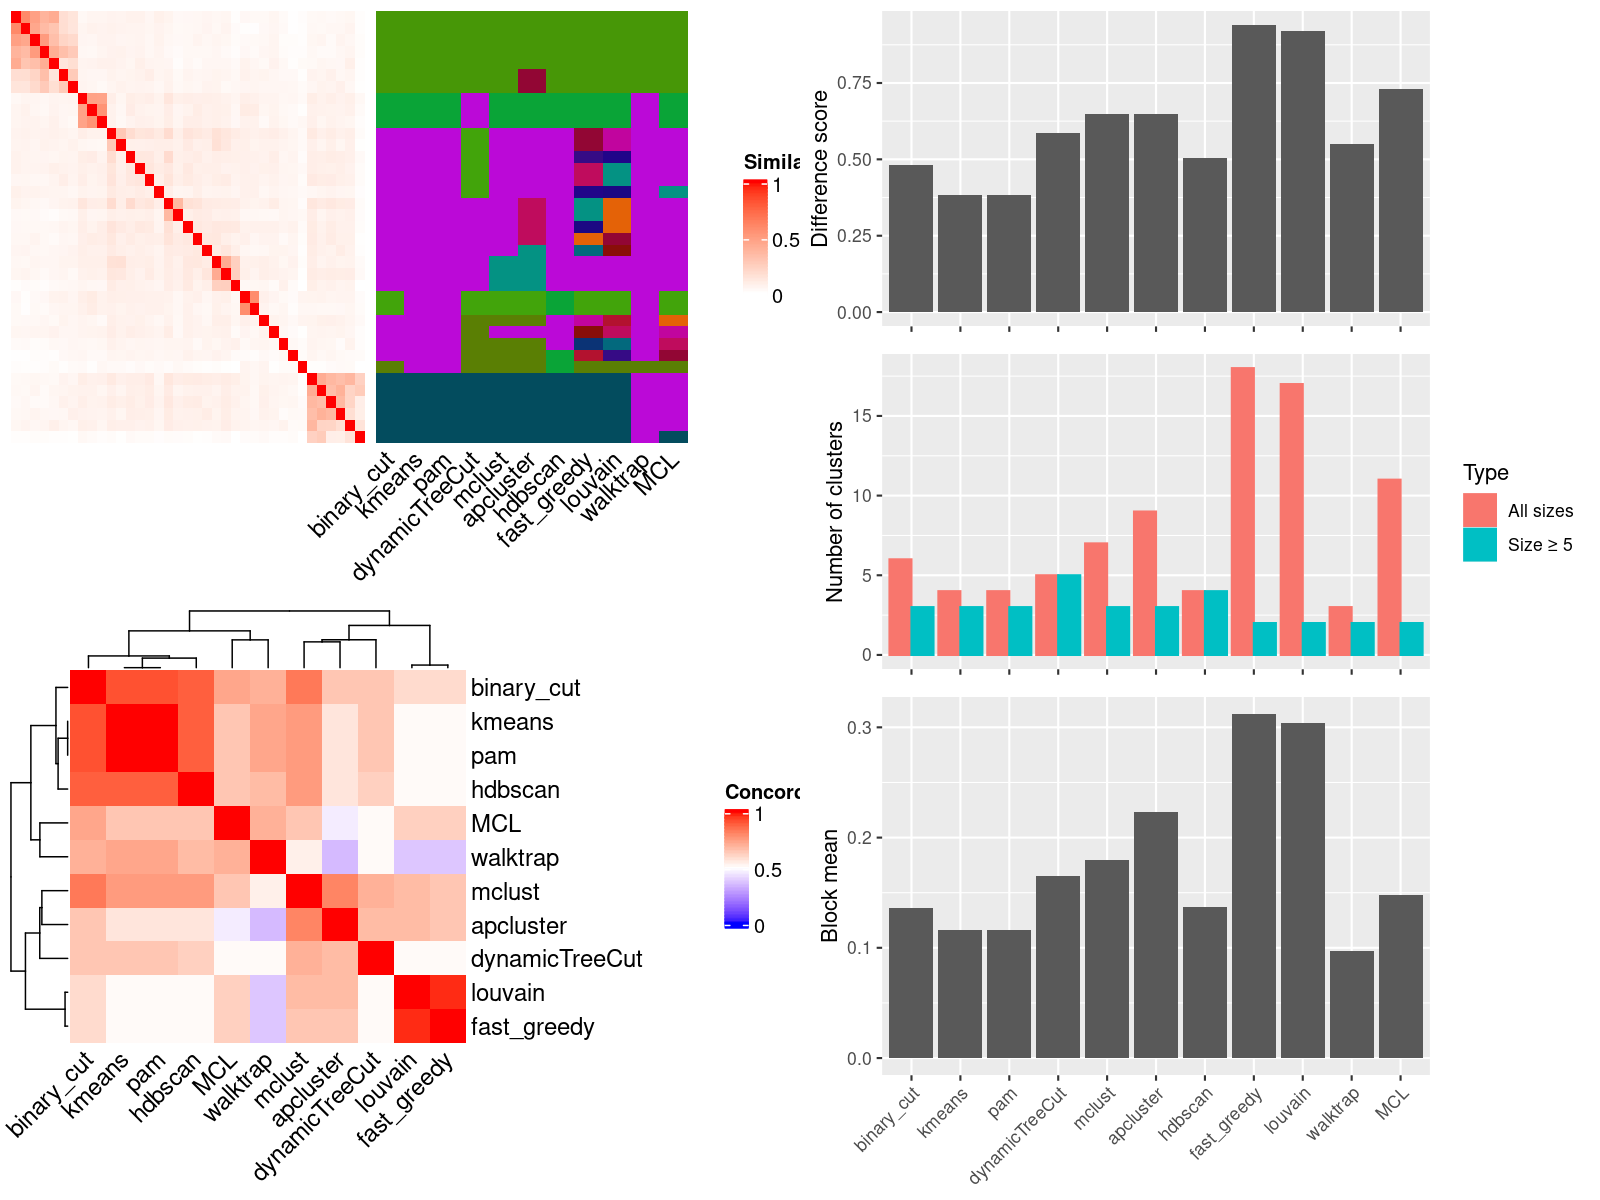 Simila
1
0.5
0
binary_cut
kmeans
pam
dynamicTreeCut
mclust
apcluster
hdbscan
fast_greedy
louvain
walktrap
MCL
binary_cut
kmeans
pam
hdbscan
MCL
walktrap
mclust
apcluster
dynamicTreeCut
louvain
fast_greedy
Concord
1
0.5
0
binary_cut
kmeans
pam
hdbscan
MCL
walktrap
mclust
apcluster
dynamicTreeCut
louvain
fast_greedy
Difference score
0.75
0.50
0.25
0.00
Number of clusters
15
10
5
0
Type
All sizes
Size ≥ 5
Block mean
0.3
0.2
0.1
0.0
binary_cut
kmeans
pam
dynamicTreeCut
mclust
apcluster
hdbscan
fast_greedy
louvain
walktrap
MCL